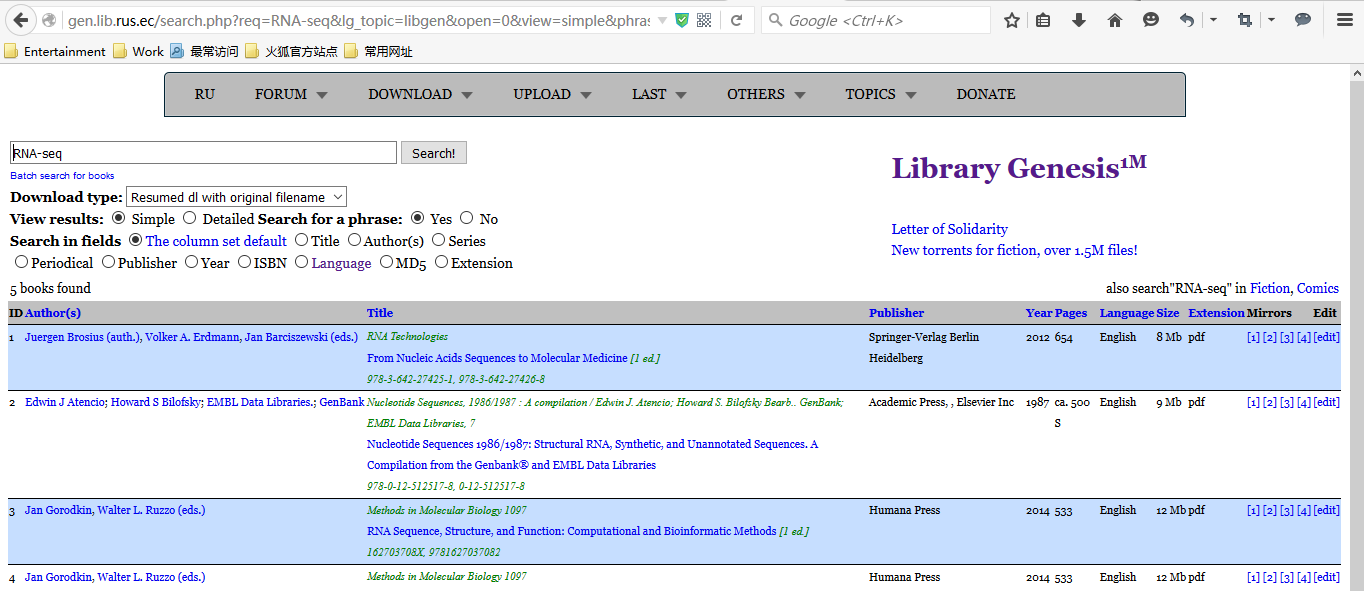 gen.lib.rus.ec/search.php?req=RNA-seq&lg_topic=libgen&open=0&view=simple&phras
Google <Ctrl+K>
Entertainment Work 最常访问 火狐官方站点 常用网址
RU FORUM DOWNLOAD UPLOAD LAST OTHERS TOPICS DONATE
RNA-seq Search!
Library Genesis1M
Batch search for books
Download type: Resumed dl with original filename
View results: Simple Detailed Search for a phrase: Yes No
Letter of Solidarity
Search in fields The column set default Title Author(s) Series
New torrents for fiction, over 1.5M files!
Periodical Publisher Year ISBN Language MD5 Extension
5 books found also search"RNA-seq" in Fiction, Comics
ID Author(s) Title Publisher Year Pages Language Size Extension Mirrors Edit
1 Juergen Brosius (auth.), Volker A. Erdmann, Jan Barciszewski (eds.) RNA Technologies Springer-Verlag Berlin 2012 654 English 8 Mb pdf [1] [2] [3] [4] [edit]
From Nucleic Acids Sequences to Molecular Medicine [1 ed.] Heidelberg
978-3-642-27425-1, 978-3-642-27426-8
2 Edwin J Atencio; Howard S Bilofsky; EMBL Data Libraries.; GenBank Nucleotide Sequences, 1986/1987 : A compilation / Edwin J. Atencio; Howard S. Bilofsky Bearb.. GenBank; Academic Press, , Elsevier Inc 1987 ca. 500 English 9 Mb pdf [1] [2] [3] [4] [edit]
EMBL Data Libraries, 7 S
Nucleotide Sequences 1986/1987: Structural RNA, Synthetic, and Unannotated Sequences. A
Compilation from the Genbank® and EMBL Data Libraries
978-0-12-512517-8, 0-12-512517-8
3 Jan Gorodkin, Walter L. Ruzzo (eds.) Methods in Molecular Biology 1097 Humana Press 2014 533 English 12 Mb pdf [1] [2] [3] [4] [edit]
RNA Sequence, Structure, and Function: Computational and Bioinformatic Methods [1 ed.]
162703708X, 9781627037082
4 Jan Gorodkin, Walter L. Ruzzo (eds.) Methods in Molecular Biology 1097 Humana Press 2014 533 English 12 Mb pdf [1] [2] [3] [4] [edit]